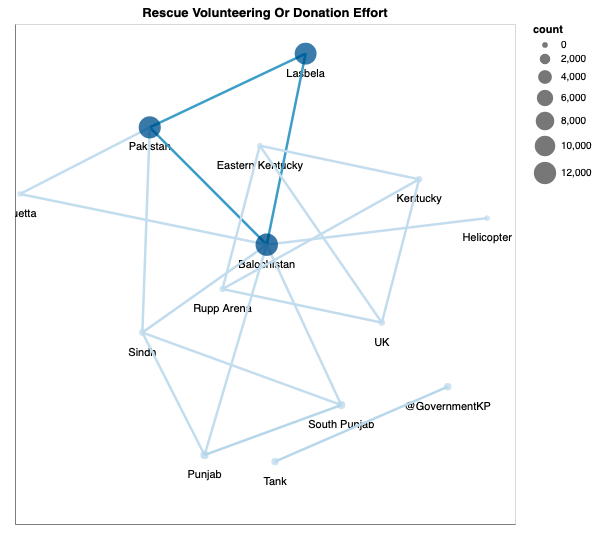 Rescue Volunteering Or Donation Effort
count
0
2,000
4,000
6,000
8,000
10,000
12,000
Lasbela
Pakistan
Eastern Kentucky
Kentucky
uetta
Helicopter
Balochistan
Rupp Arena
UK
Sindh
@GovernmentKP
South Punjab
Punjab
Tank